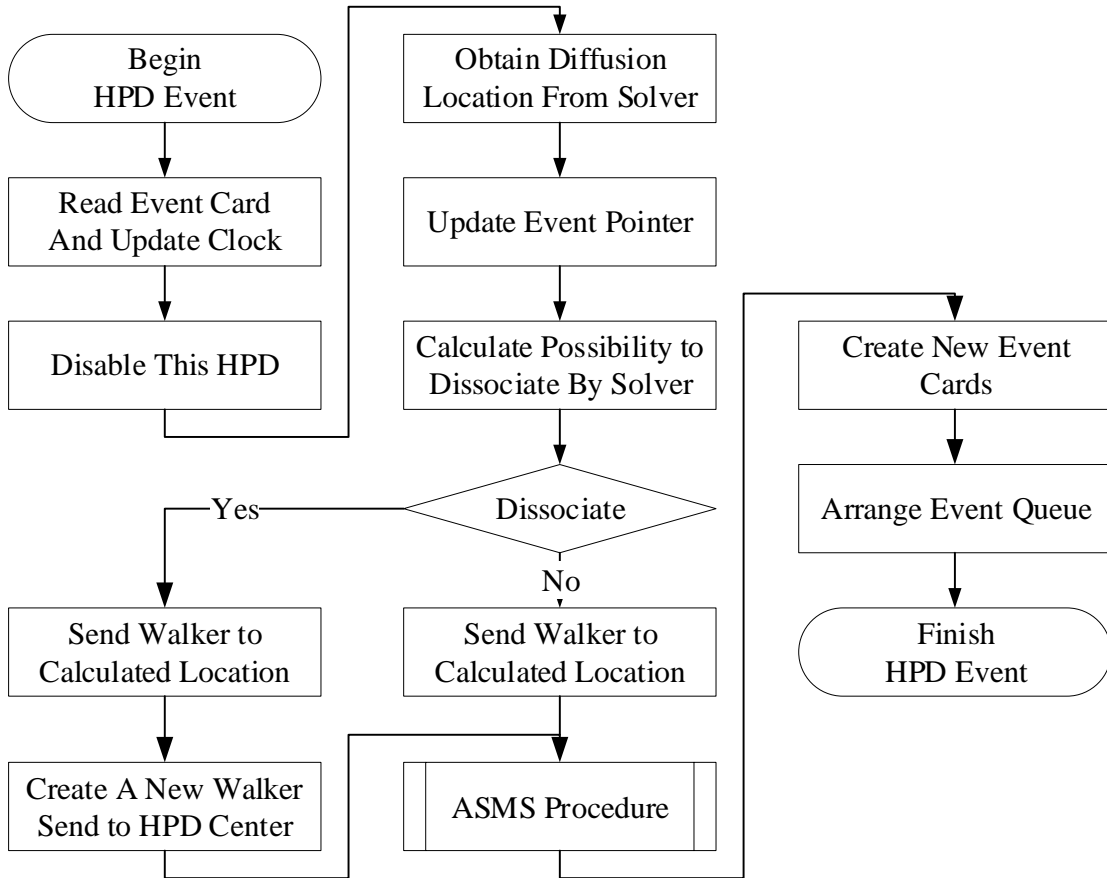 Begin
HPD Event
Read Event Card
And Update Clock
Disable This HPD
Obtain Diffusion
Location From Solver
Update Event Pointer
Calculate Possibility to
Dissociate By Solver
Dissociate
Yes
No
Send Walker to
Calculated Location
Create A New Walker
Send to HPD Center
Send Walker to
Calculated Location
ASMS Procedure
Create New Event
Cards
Arrange Event Queue
Finish
HPD Event